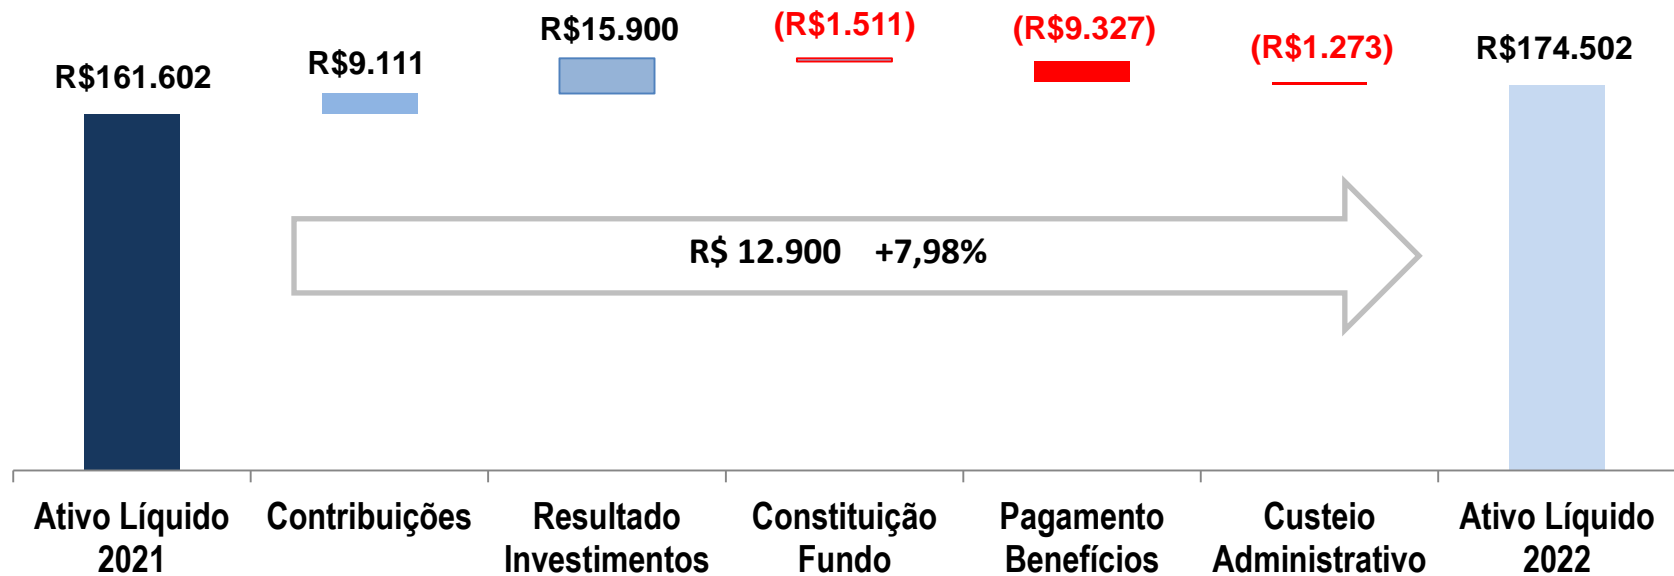 R$161.602
R$9.111
R$15.900
(R$1.511)
(R$9.327)
(R$1.273)
R$174.502
R$ 12.900 +7,98%
Ativo Líquido
2021
Contribuições
Resultado
Investimentos
Constituição
Fundo
Pagamento
Benefícios
Custeio
Administrativo
Ativo Líquido
2022